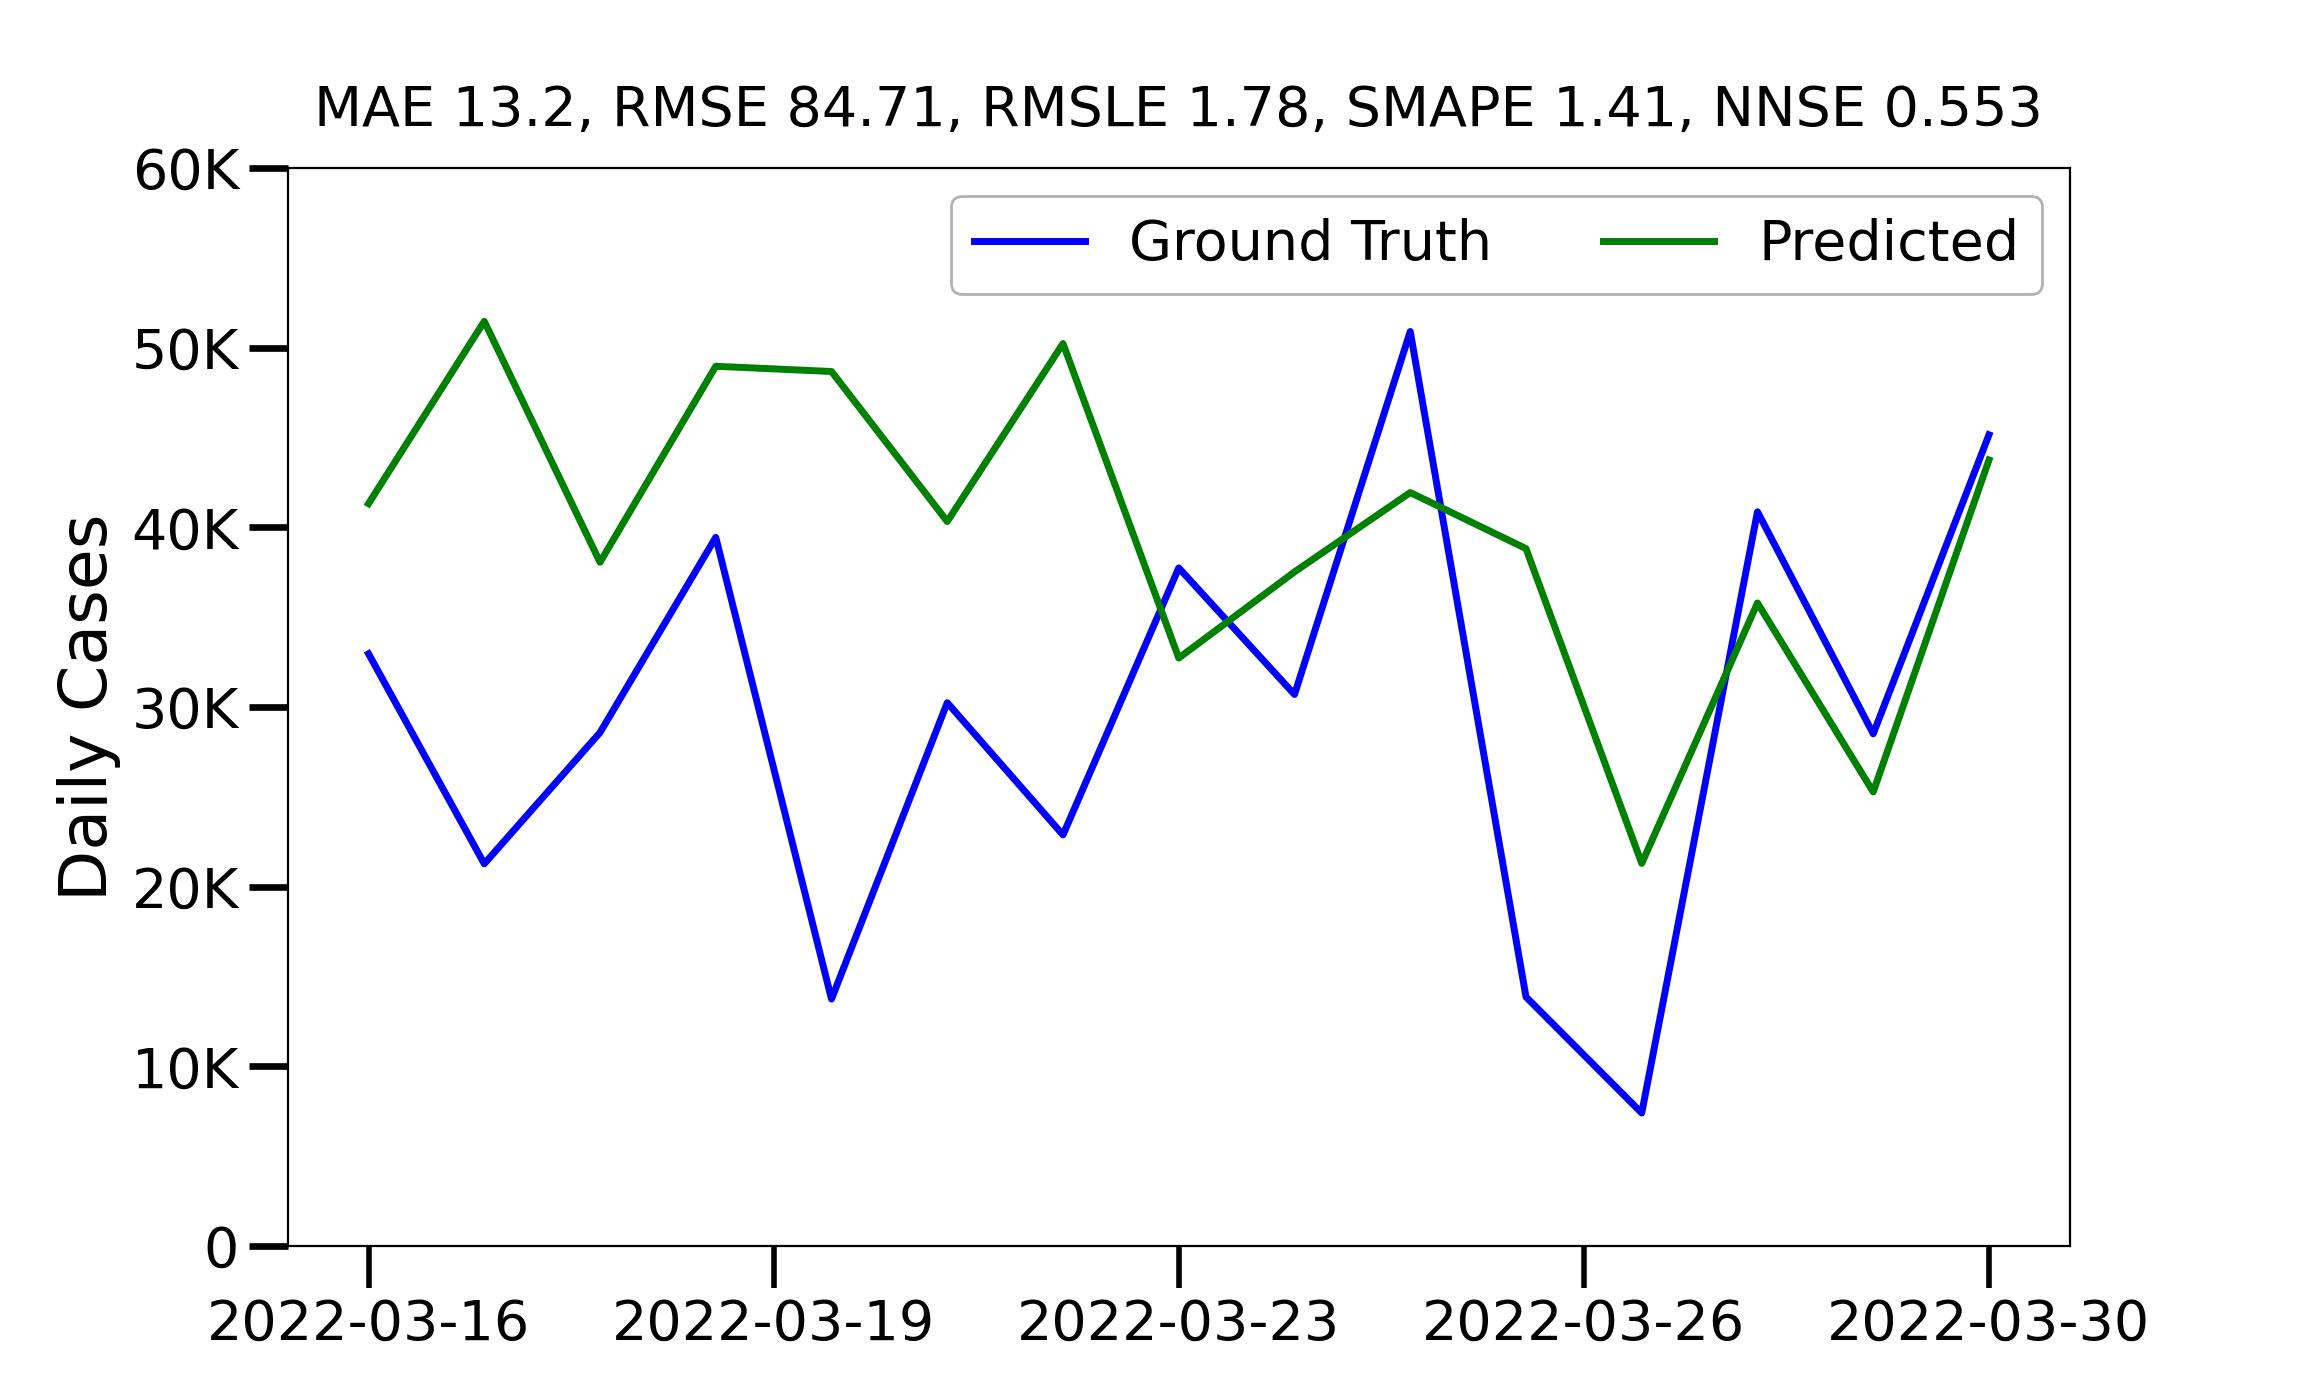 MAE 13.2, RMSE 84.71, RMSLE 1.78, SMAPE 1.41, NNSE 0.553
Ground Truth
Predicted
Daily Cases
60K
50K
40K
30K
20K
10K
0
2022-03-16
2022-03-19
2022-03-23
2022-03-26
2022-03-30